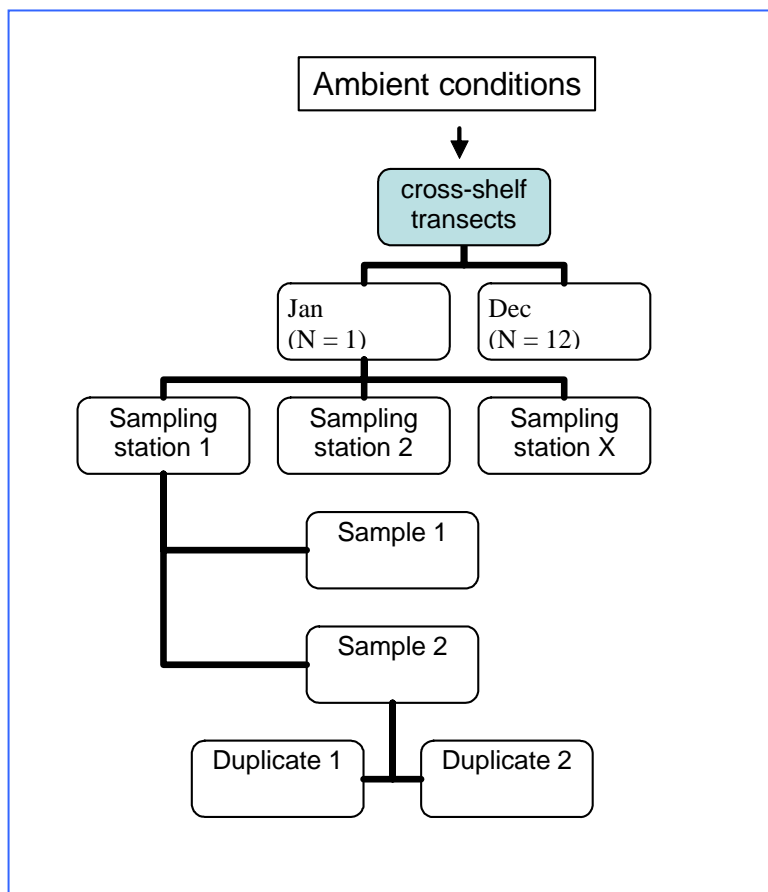 Ambient conditions
cross-shelf
transects
Jan
(N = 1)
Dec
(N = 12)
Sampling
station 1
Sampling
station 2
Sampling
station X
Sample 1
Sample 2
Duplicate 1
Duplicate 2